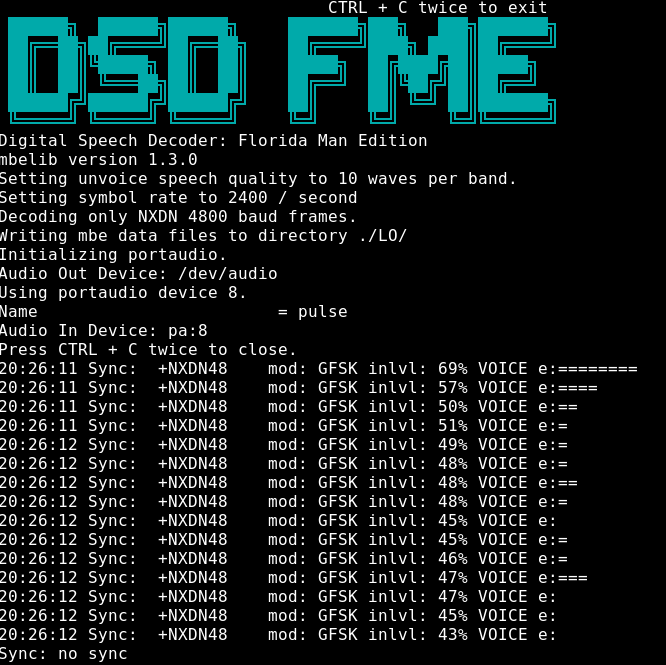 CTRL + C twice to exit
DSD FME
Digital Speech Decoder: Florida Man Edition
mbelib version 1.3.0
Setting unvoice speech quality to 10 waves per band.
Setting symbol rate to 2400 / second
Decoding only NXDN 4800 baud frames.
Writing mbe data files to directory ./LO/
Initializing portaudio.
Audio Out Device: /dev/audio
Using portaudio device 8.
Name                        = pulse
Audio In Device: pa:8
Press CTRL + C twice to close.
20:26:11 Sync:  +NXDN48    mod: GFSK inlvl: 69% VOICE e:========
20:26:11 Sync:  +NXDN48    mod: GFSK inlvl: 57% VOICE e:====
20:26:11 Sync:  +NXDN48    mod: GFSK inlvl: 50% VOICE e:==
20:26:11 Sync:  +NXDN48    mod: GFSK inlvl: 51% VOICE e:=
20:26:12 Sync:  +NXDN48    mod: GFSK inlvl: 49% VOICE e:=
20:26:12 Sync:  +NXDN48    mod: GFSK inlvl: 48% VOICE e:=
20:26:12 Sync:  +NXDN48    mod: GFSK inlvl: 48% VOICE e:==
20:26:12 Sync:  +NXDN48    mod: GFSK inlvl: 48% VOICE e:=
20:26:12 Sync:  +NXDN48    mod: GFSK inlvl: 45% VOICE e:
20:26:12 Sync:  +NXDN48    mod: GFSK inlvl: 45% VOICE e:=
20:26:12 Sync:  +NXDN48    mod: GFSK inlvl: 46% VOICE e:=
20:26:12 Sync:  +NXDN48    mod: GFSK inlvl: 47% VOICE e:===
20:26:12 Sync:  +NXDN48    mod: GFSK inlvl: 47% VOICE e:
20:26:12 Sync:  +NXDN48    mod: GFSK inlvl: 45% VOICE e:
20:26:12 Sync:  +NXDN48    mod: GFSK inlvl: 43% VOICE e:
Sync: no sync